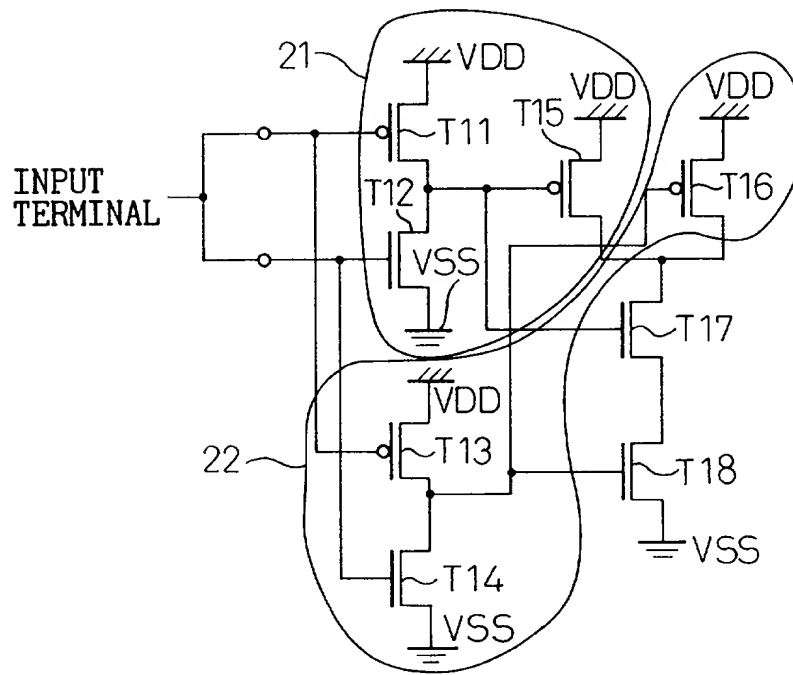 21
VDD
VDD
VDD
T15
T11
T16
INPUT
TERMINAL
T12
VSS
T17
VDD
22
T13
T18
VSS
T14
VSS